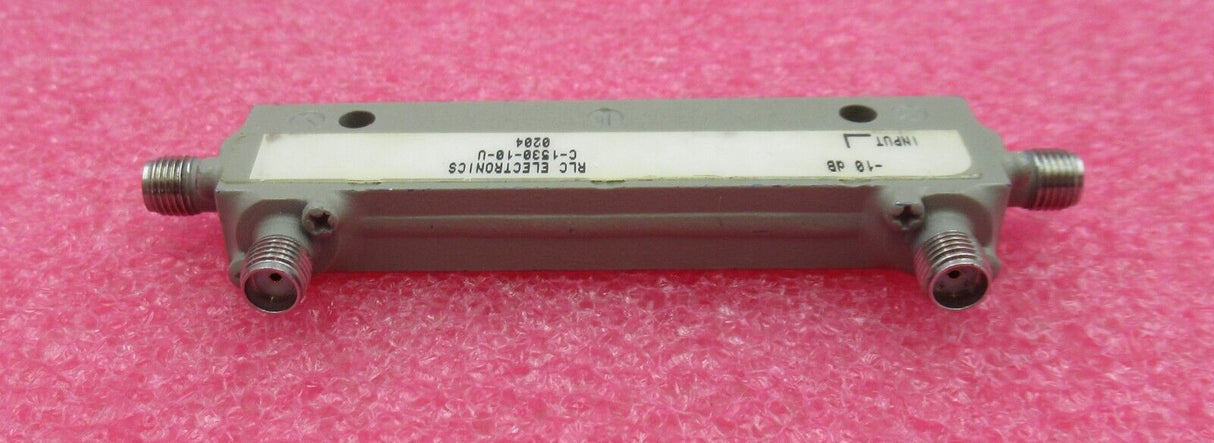 INPUT
-10 dB
RLC ELECTRONICS
C-1530-10-U
0204